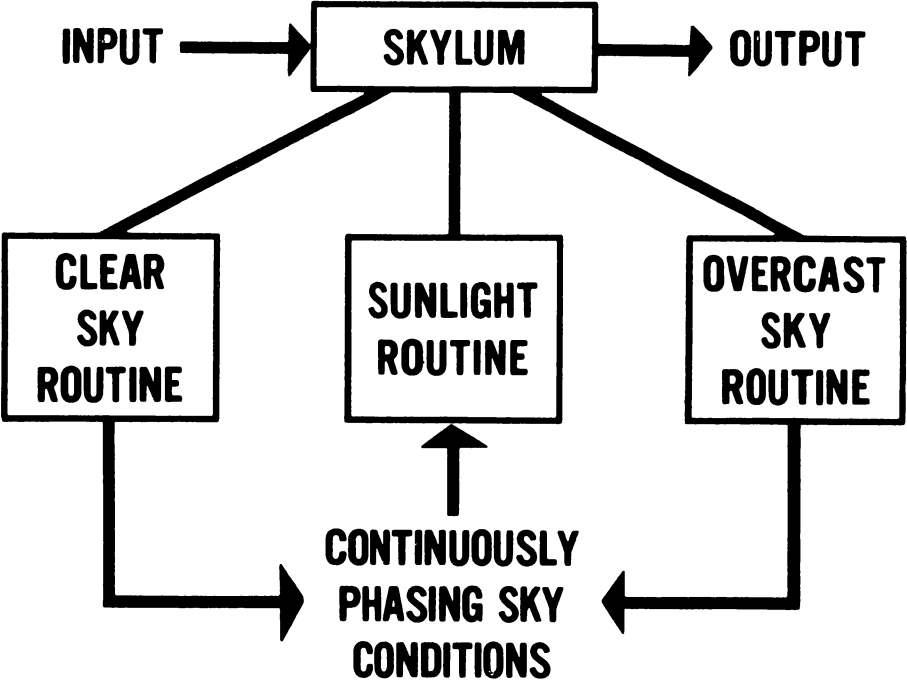 INPUT
SKYLUM
OUTPUT
CLEAR
SKY
ROUTINE
SUNLIGHT
ROUTINE
OVERCAST
SKY
ROUTINE
CONTINUOUSLY
PHASING SKY
CONDITIONS